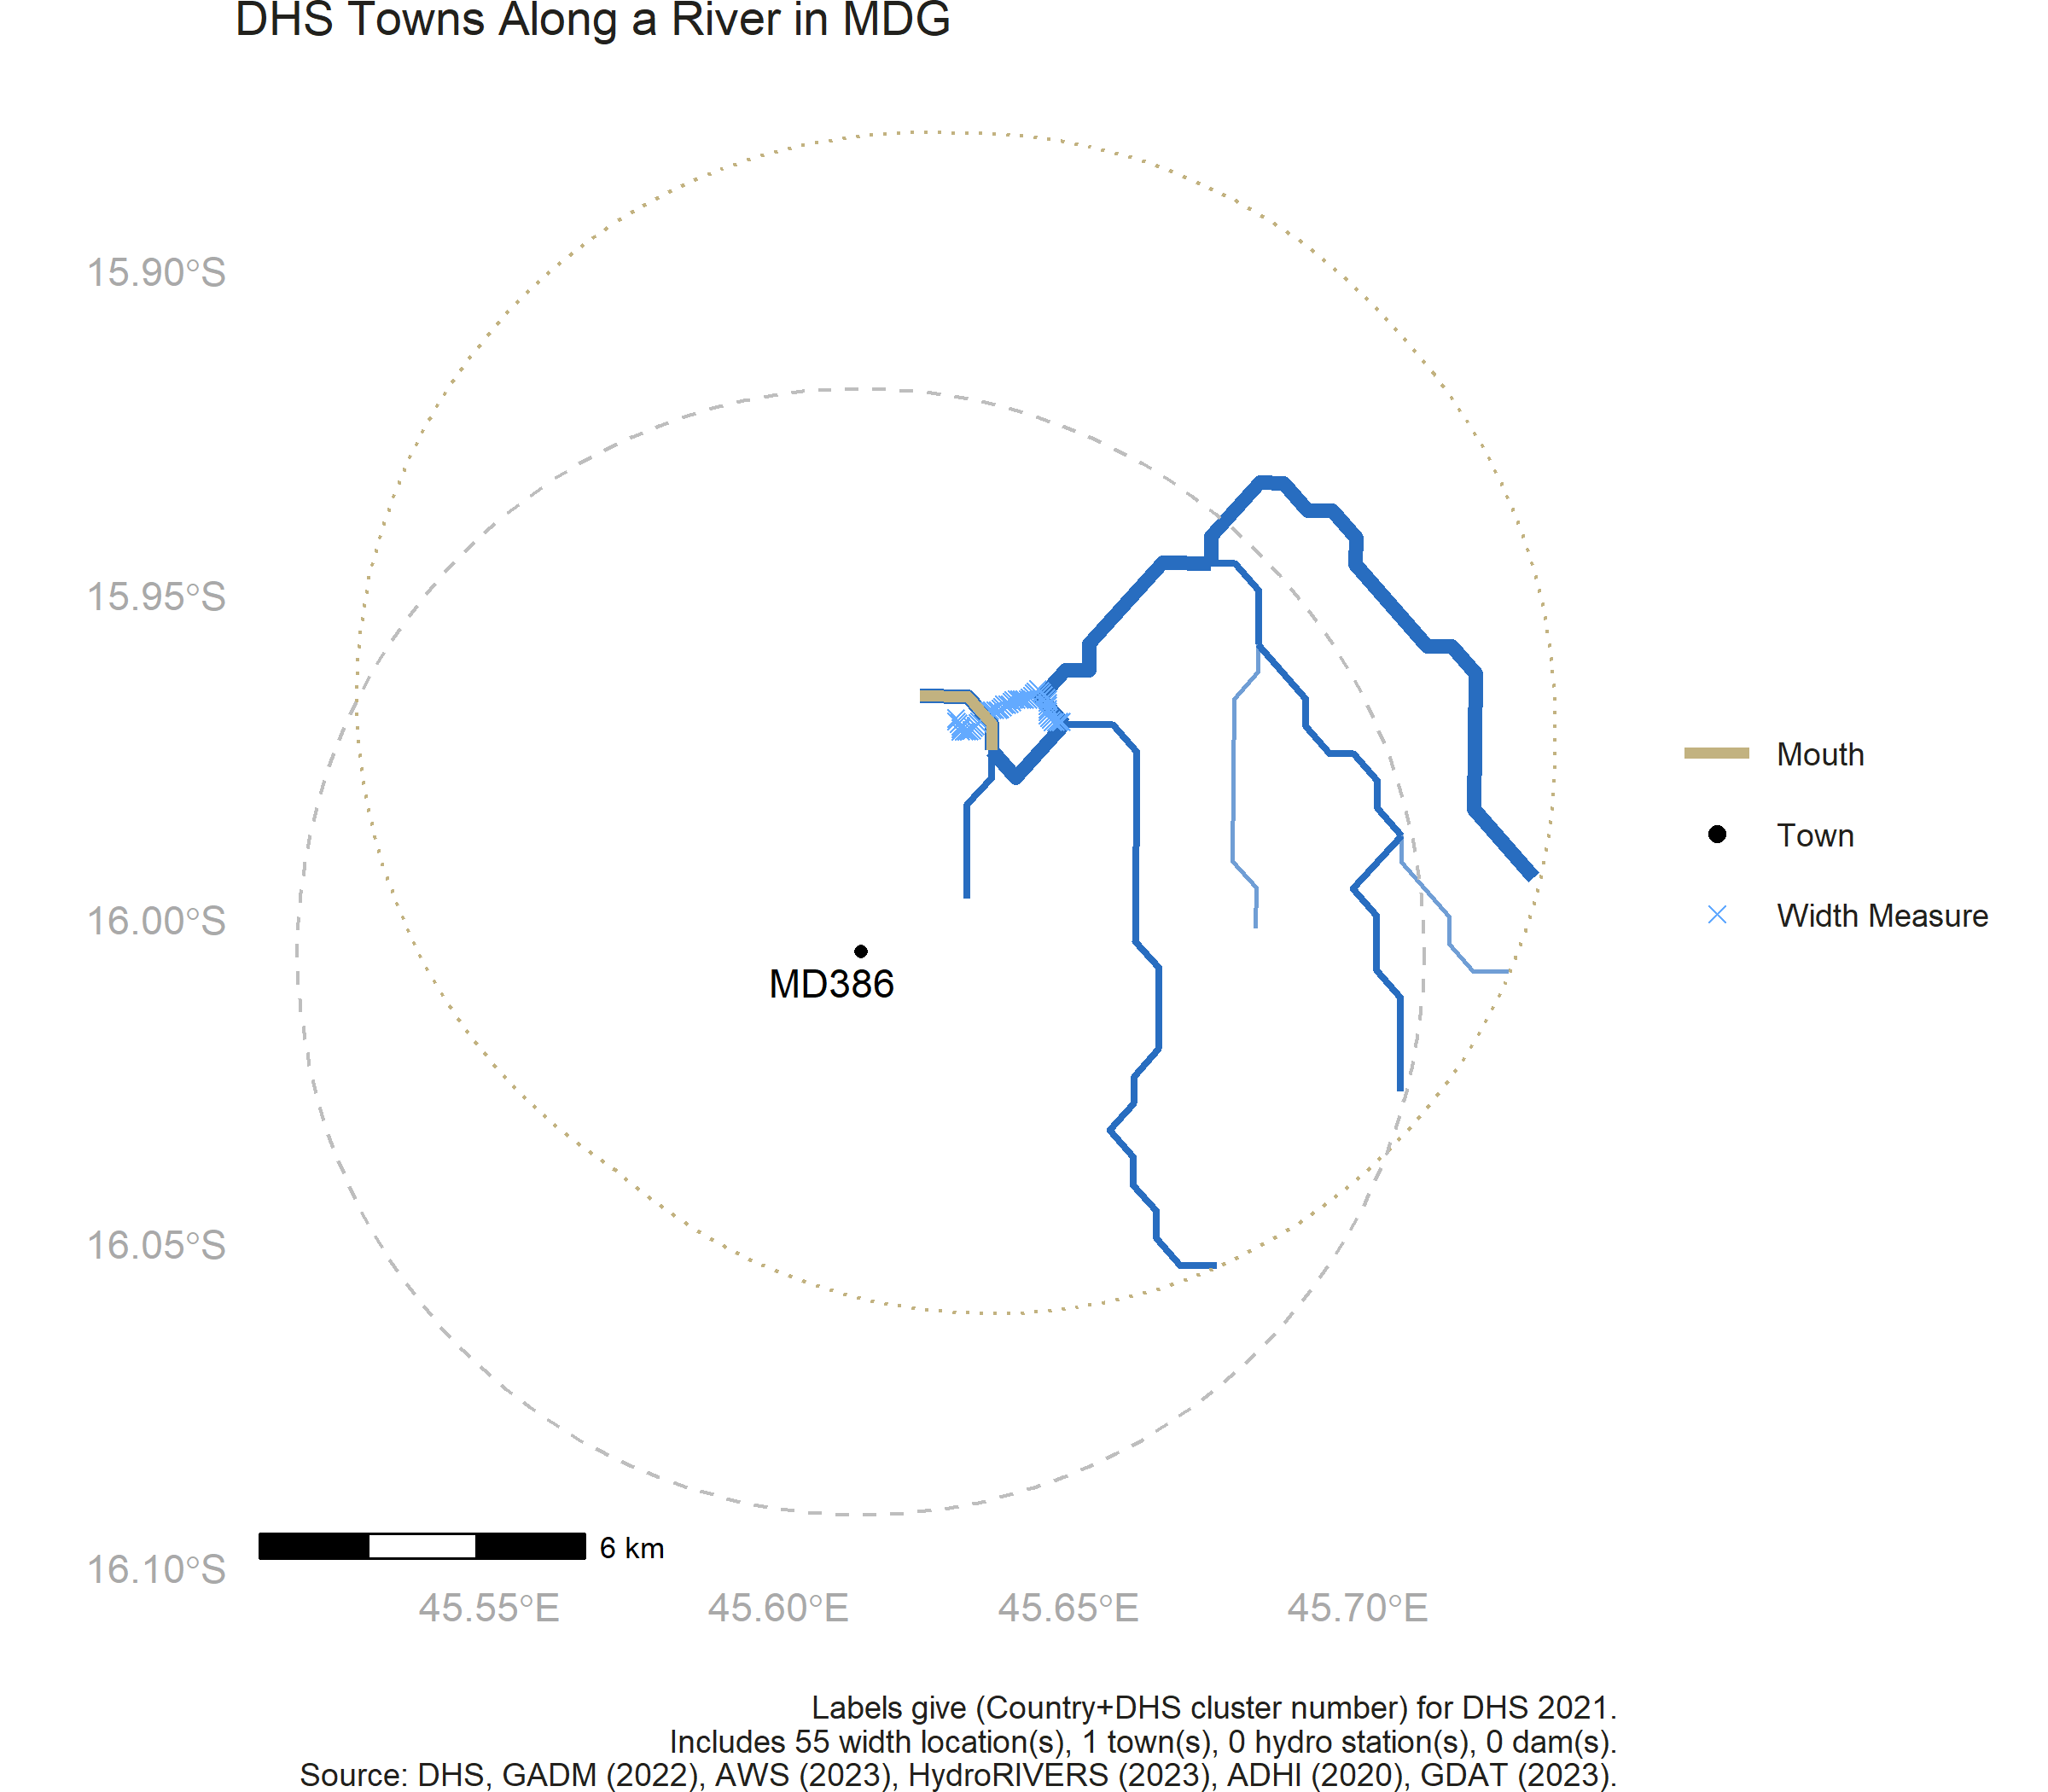 DHS Towns Along a River in MDG
15.90°S
15.95°S
16.00°S
16.05°S
16.10°S
Mouth
Town
Width Measure
MD386
6 km
45.55°E 45.60°E 45.65°E 45.70°E
Labels give (Country+DHS cluster number) for DHS 2021.
Includes 55 width location(s), 1 town(s), 0 hydro station(s), 0 dam(s).
Source: DHS, GADM (2022), AWS (2023), HydroRIVERS (2023), ADHI (2020), GDAT (2023).